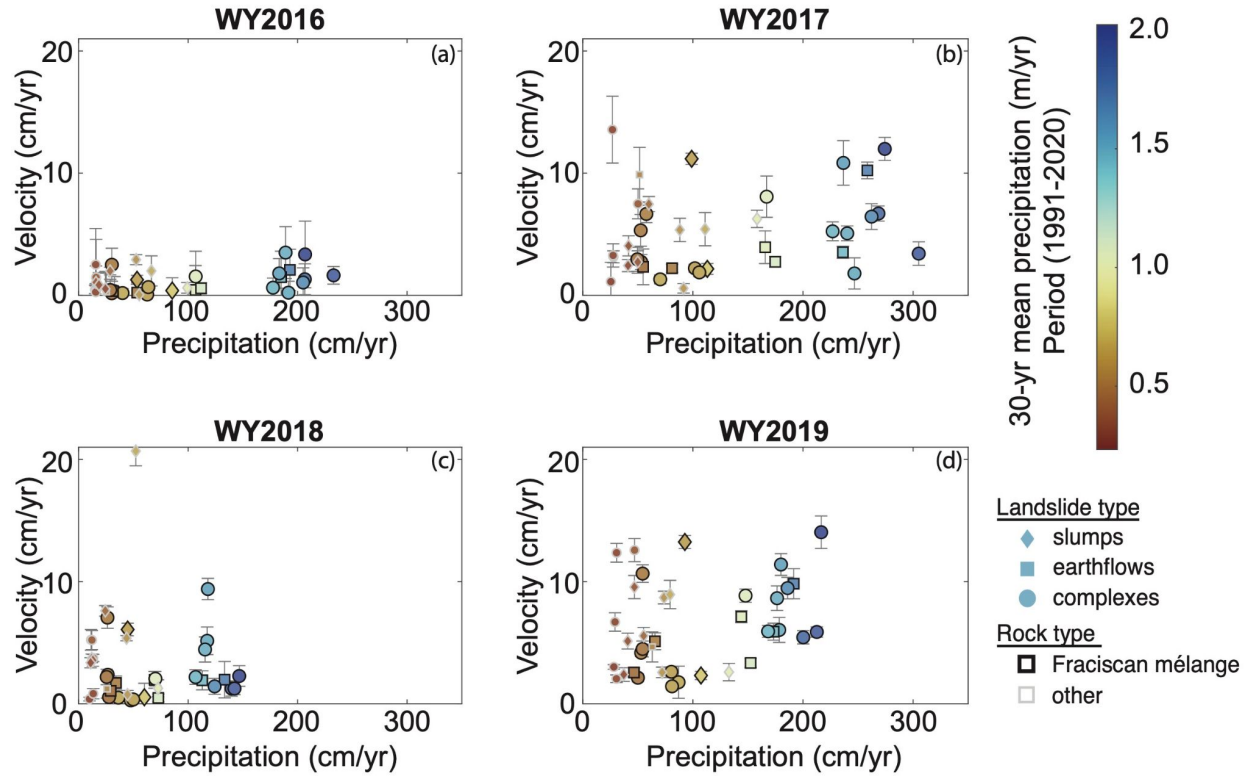 WY2016
WY2017
20
10
0
(a)
Velocity (cm/yr)
0
100
200
300
Precipitation (cm/yr)
20
10
0
(b)
Velocity (cm/yr)
0
100
200
300
Precipitation (cm/yr)
30-yr mean precipitation (m/yr)
Period (1991-2020)
2.0
1.5
1.0
0.5
WY2018
WY2019
20
10
0
(c)
Velocity (cm/yr)
0
100
200
300
Precipitation (cm/yr)
20
10
0
(d)
Velocity (cm/yr)
0
100
200
300
Precipitation (cm/yr)
Landslide type
slumps
earthflows
complexes
Rock type
Fraciscan mélange
other